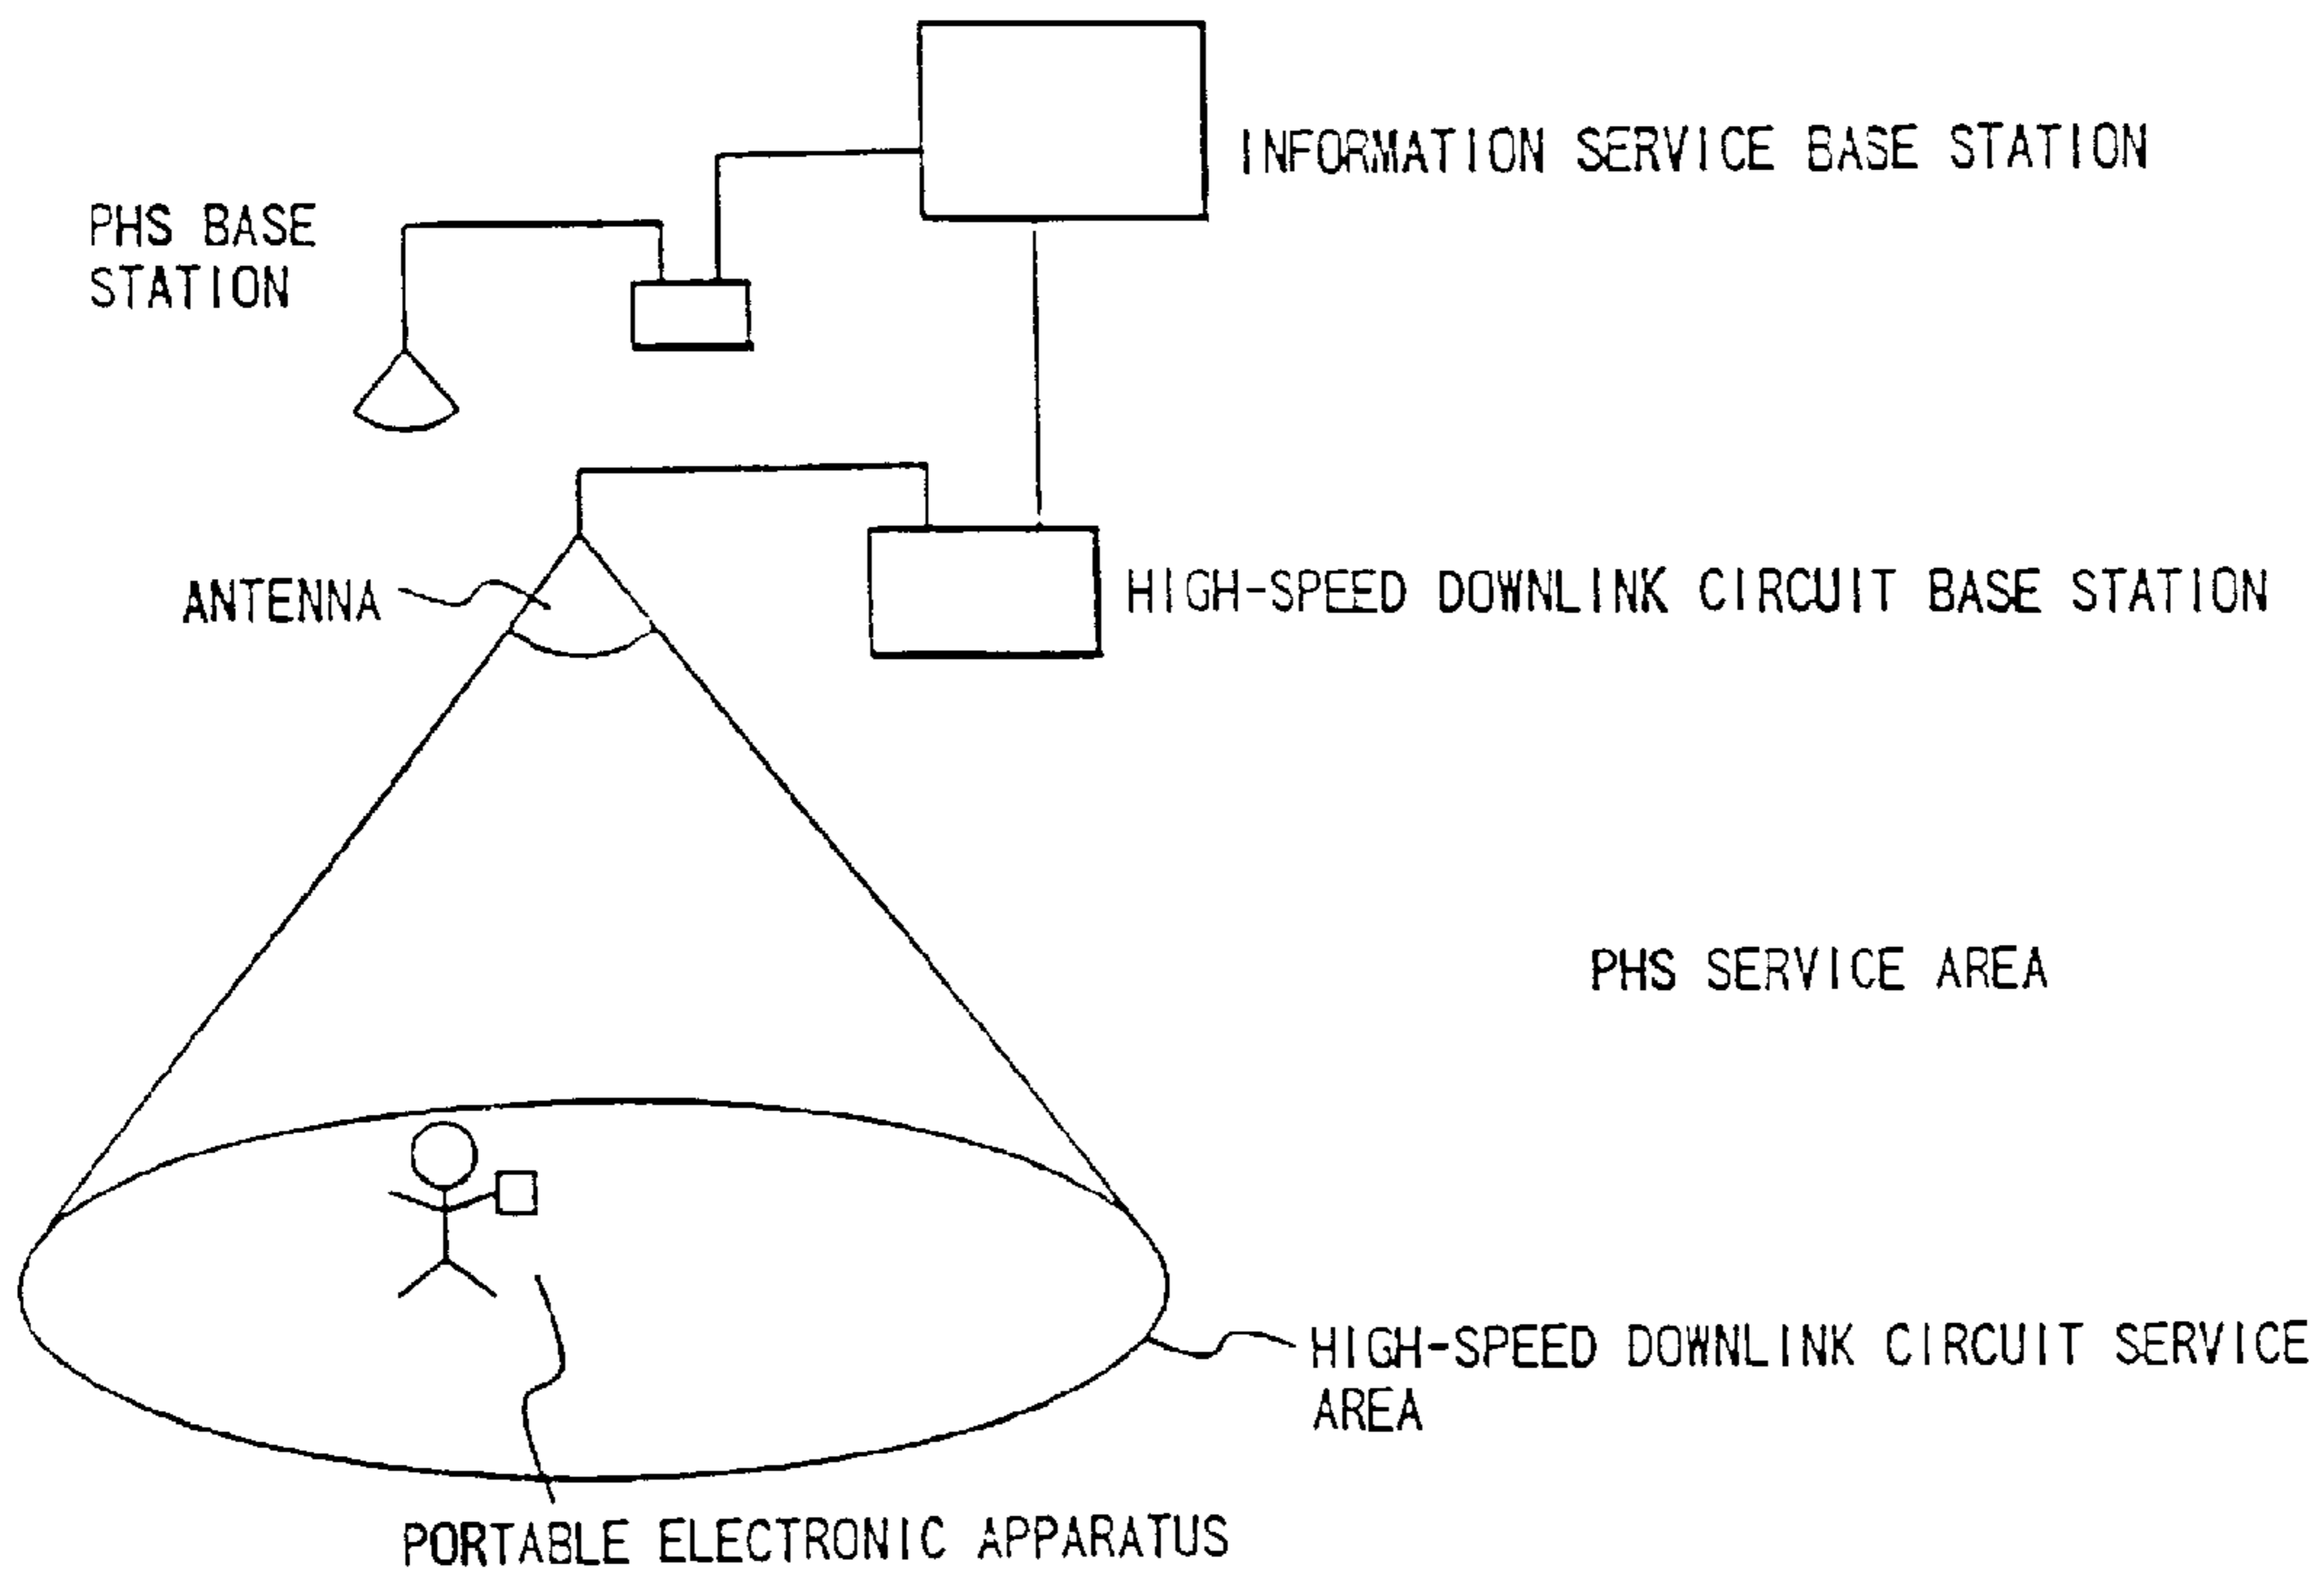 INFORMATION SERVICE BASE STATION
PHS BASE
STATION
ANTENNA
HIGH-SPEED DOWNLINK CIRCUIT BASE STATION
PHS SERVICE AREA
HIGH-SPEED DOWNLINK CIRCUIT SERVICE
AREA
PORTABLE ELECTRONIC APPARATUS